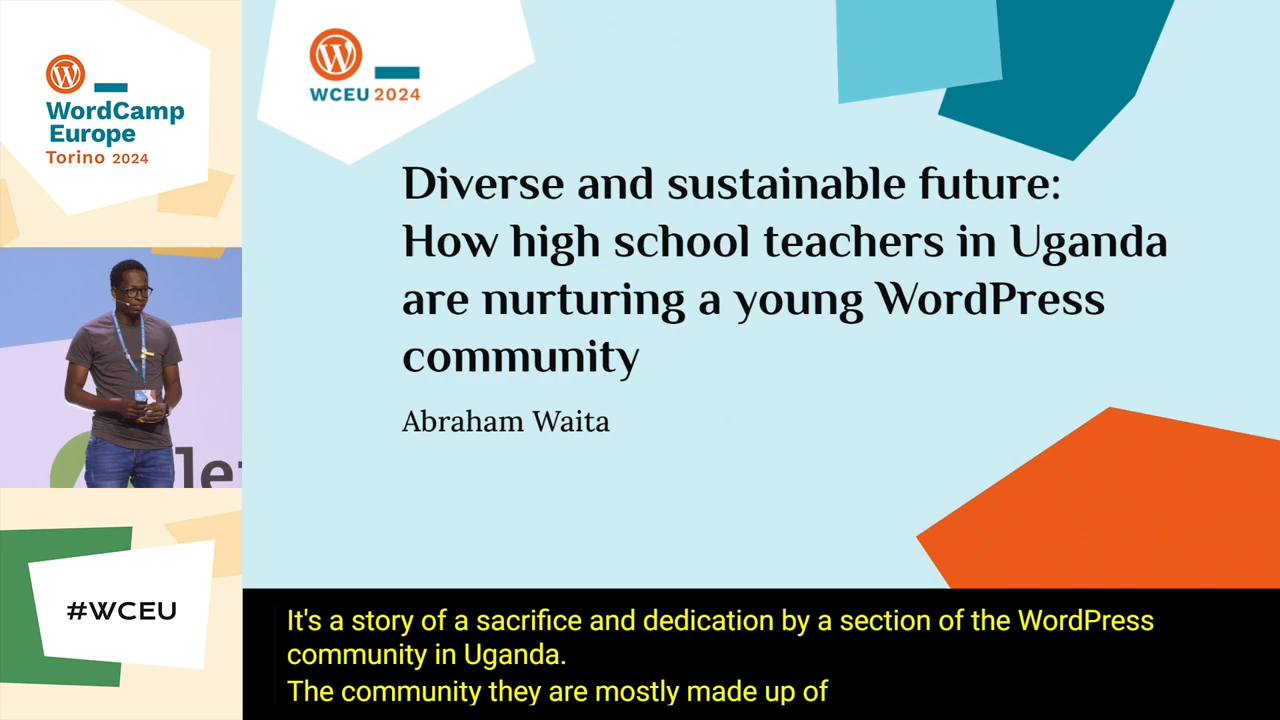 WordCamp
Europe
Torino 2024
WCEU 2024
Diverse and sustainable future:
How high school teachers in Uganda
are nurturing a young WordPress
community
Abraham Waita
#WCEU
It's a story of a sacrifice and dedication by a section of the WordPress
community in Uganda.
The community they are mostly made up of